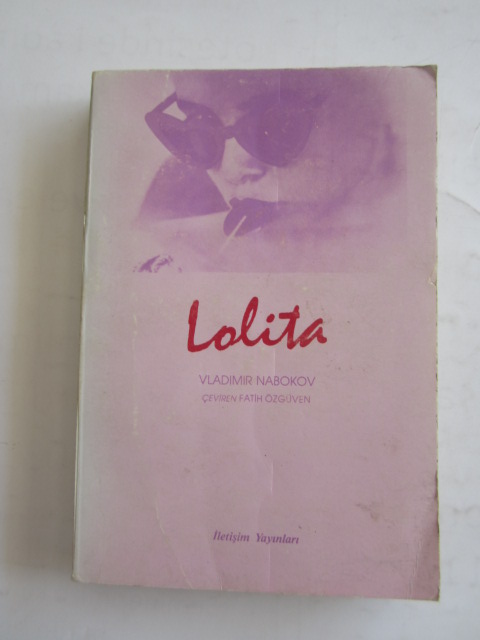 Lolita
VLADIMIR NABOKOV
ÇEVİREN FATİH ÖZGÜVEN
İletişim Yayınları